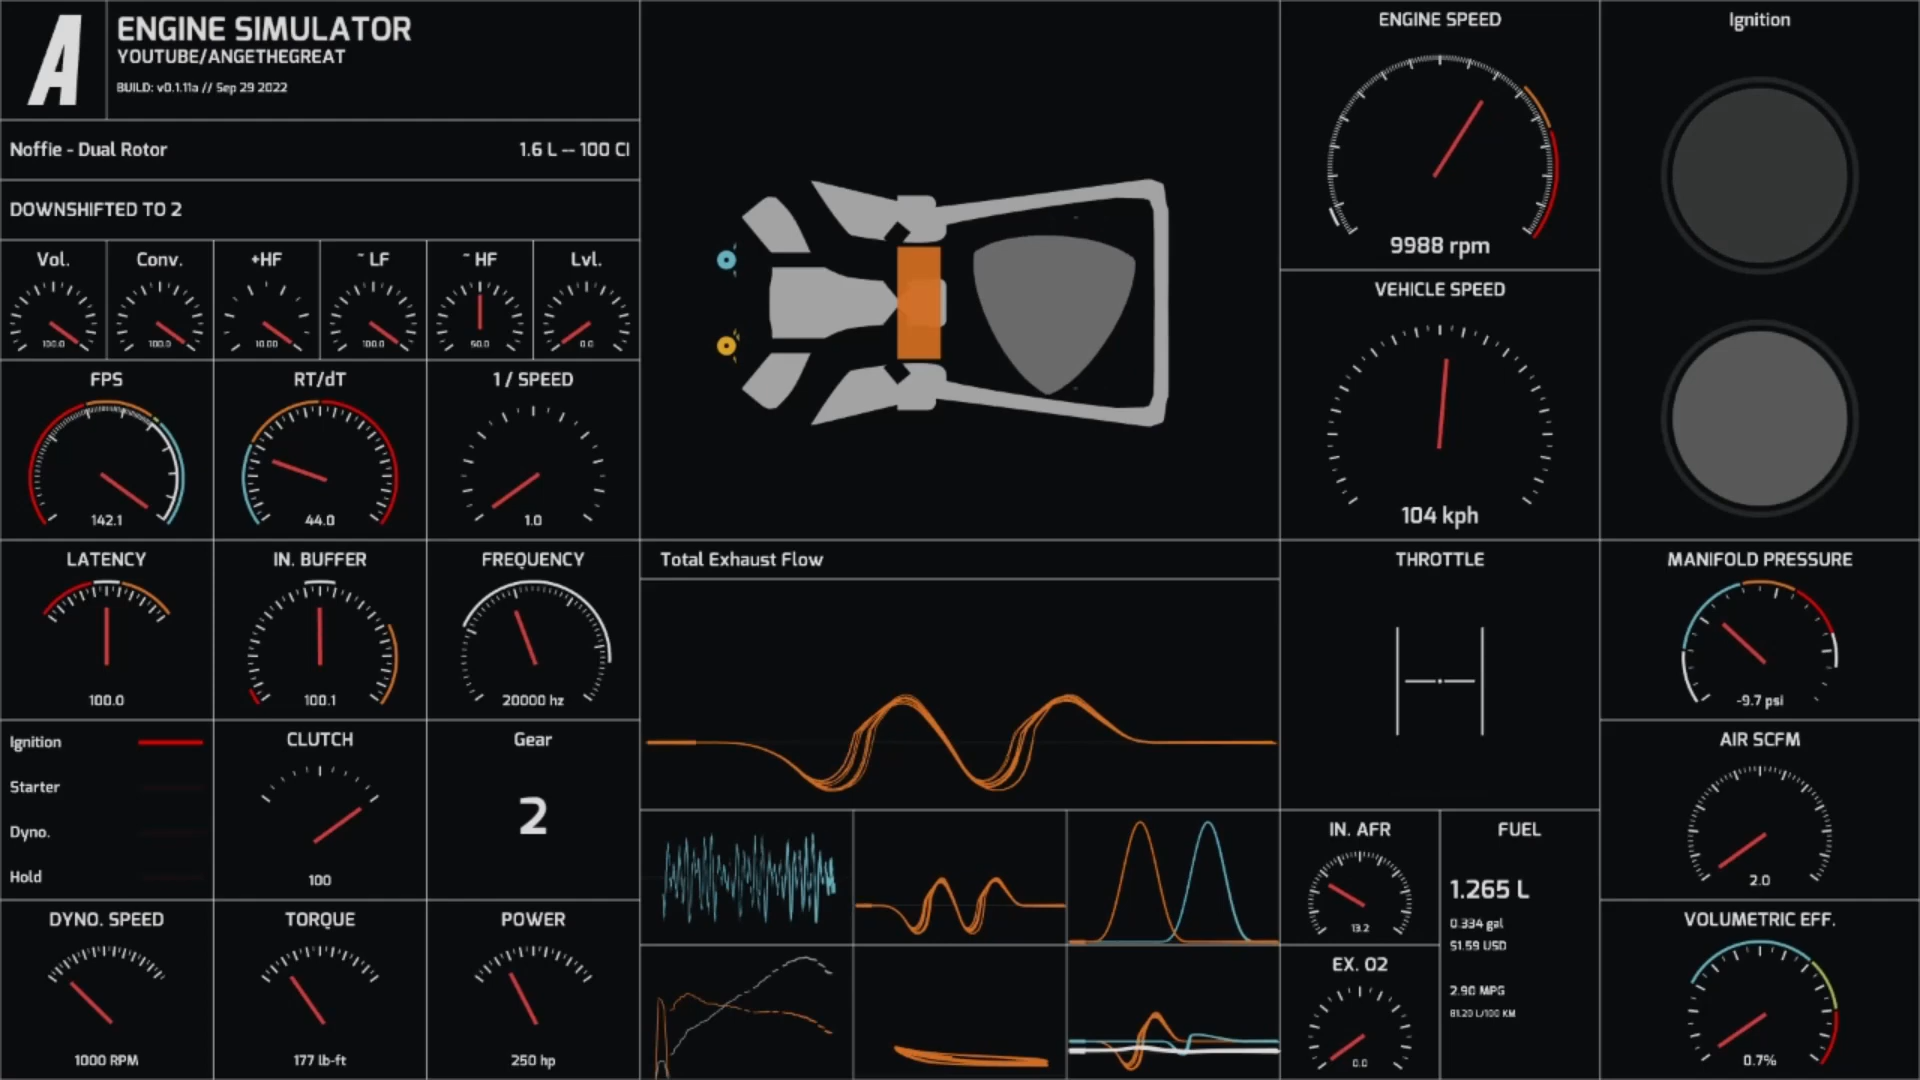 A
ENGINE SIMULATOR
YOUTUBE/ANGETHEGREAT
BUILD: v0.1.11a // Sep 29 2022
Noffie - Dual Rotor
1.6 L -- 100 CI
DOWNSHIFTED TO 2
Vol.
100.0
Conv.
100.0
+HF
10.00
~ LF
100.0
~ HF
50.0
Lvl.
0.0
FPS
142.1
RT/dT
44.0
1 / SPEED
1.0
LATENCY
100.0
IN. BUFFER
100.1
FREQUENCY
20000 hz
Ignition
Starter
Dyno.
Hold
CLUTCH
100
Gear
2
DYNO. SPEED
1000 RPM
TORQUE
177 lb-ft
POWER
250 hp
Total Exhaust Flow
ENGINE SPEED
9988 rpm
VEHICLE SPEED
104 kph
THROTTLE
IN. AFR
13.2
EX. O2
0.0
FUEL
1.265 L
0.334 gal
$1.59 USD
2.90 MPG
81.20 L/100 KM
Ignition
MANIFOLD PRESSURE
-9.7 psi
AIR SCFM
2.0
VOLUMETRIC EFF.
0.7%